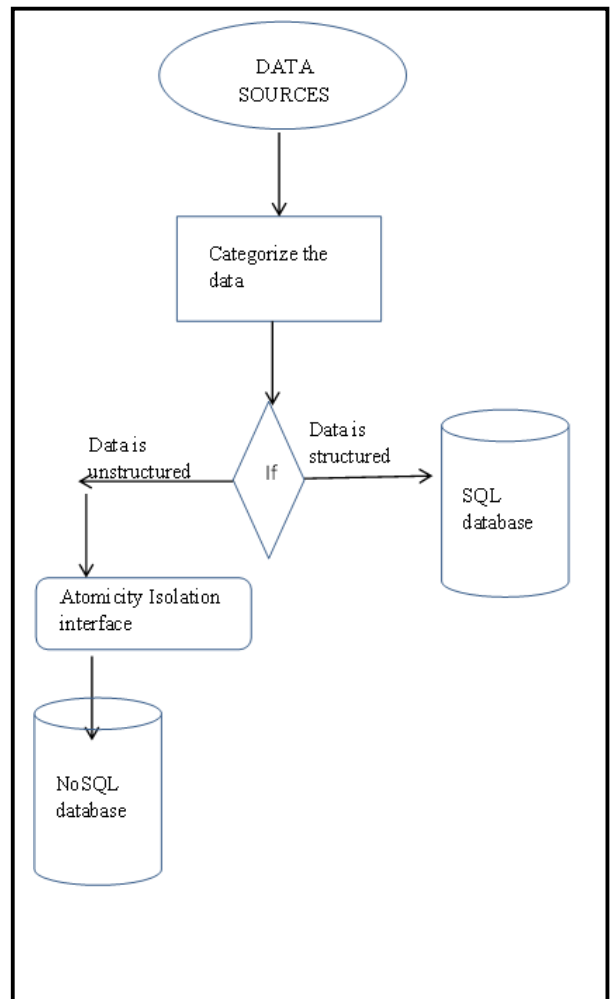 DATA
SOURCES
Categorize the
data
Data is
unstructured
If
Data is
structured
SQL
database
Atomicity Isolation
interface
NoSQL
database